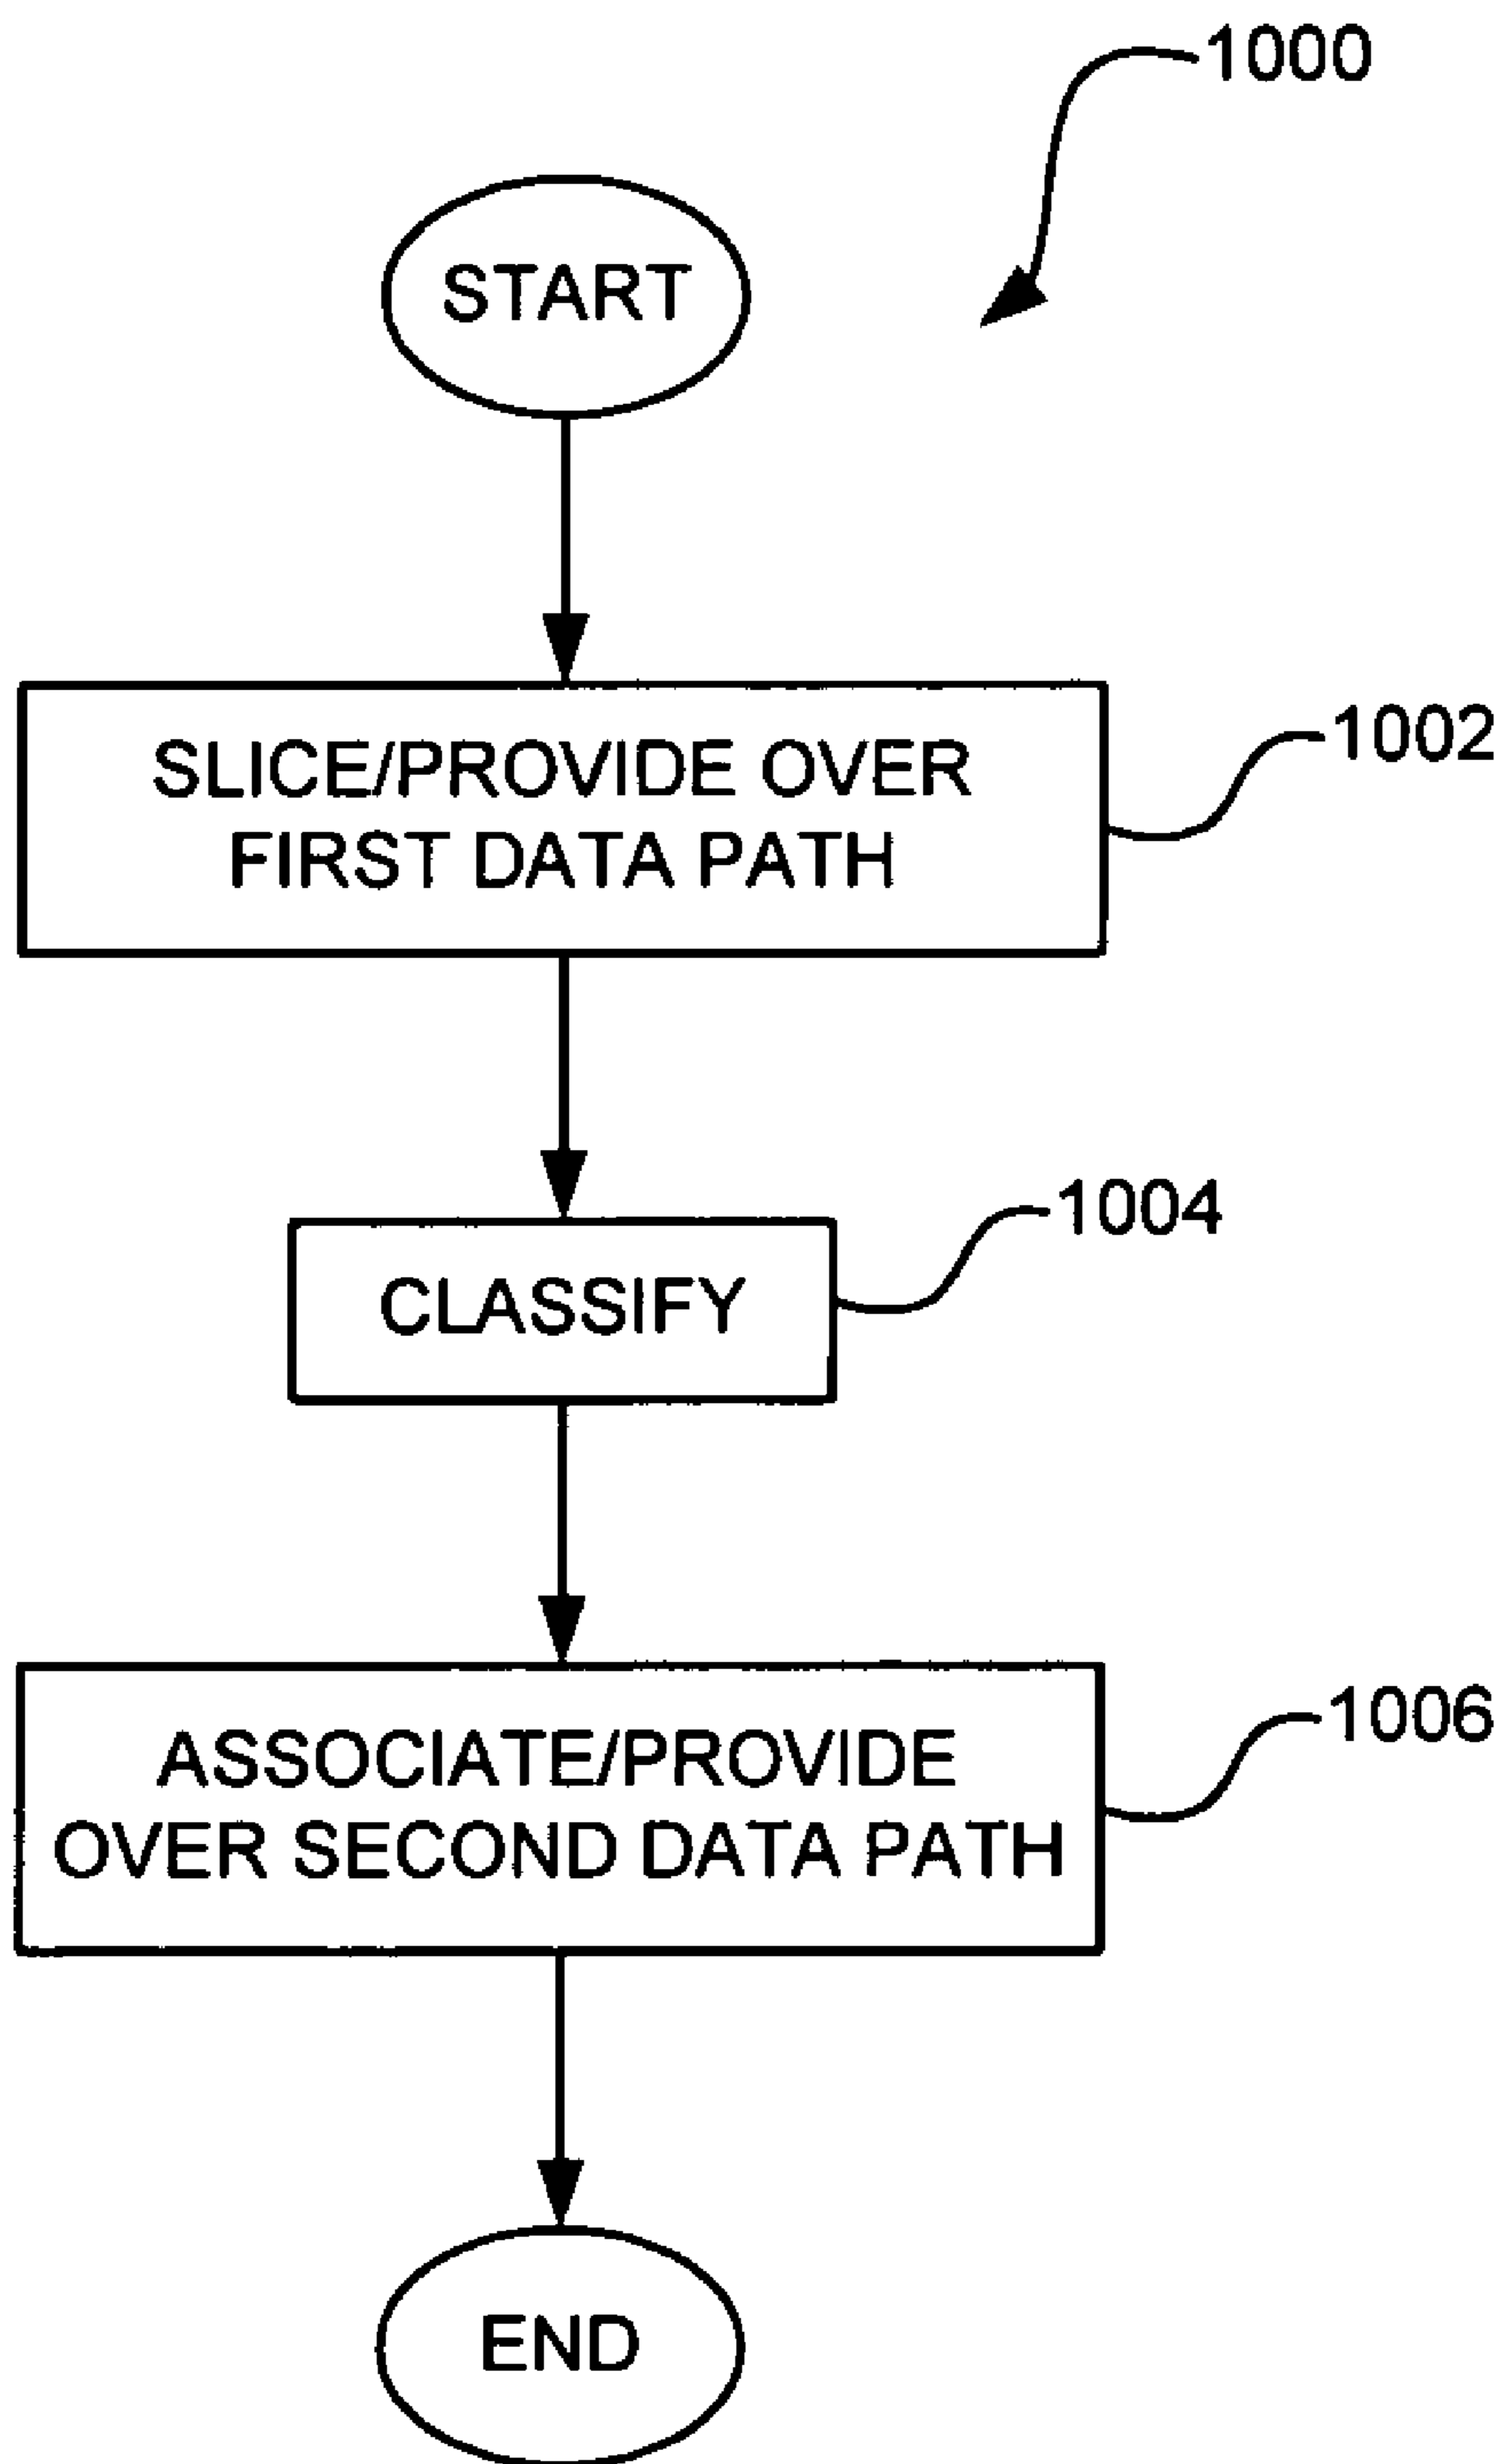 1000
START
SLICE/PROVIDE OVER
FIRST DATA PATH
1002
CLASSIFY
1004
ASSOCIATE/PROVIDE
OVER SECOND DATA PATH
1006
END